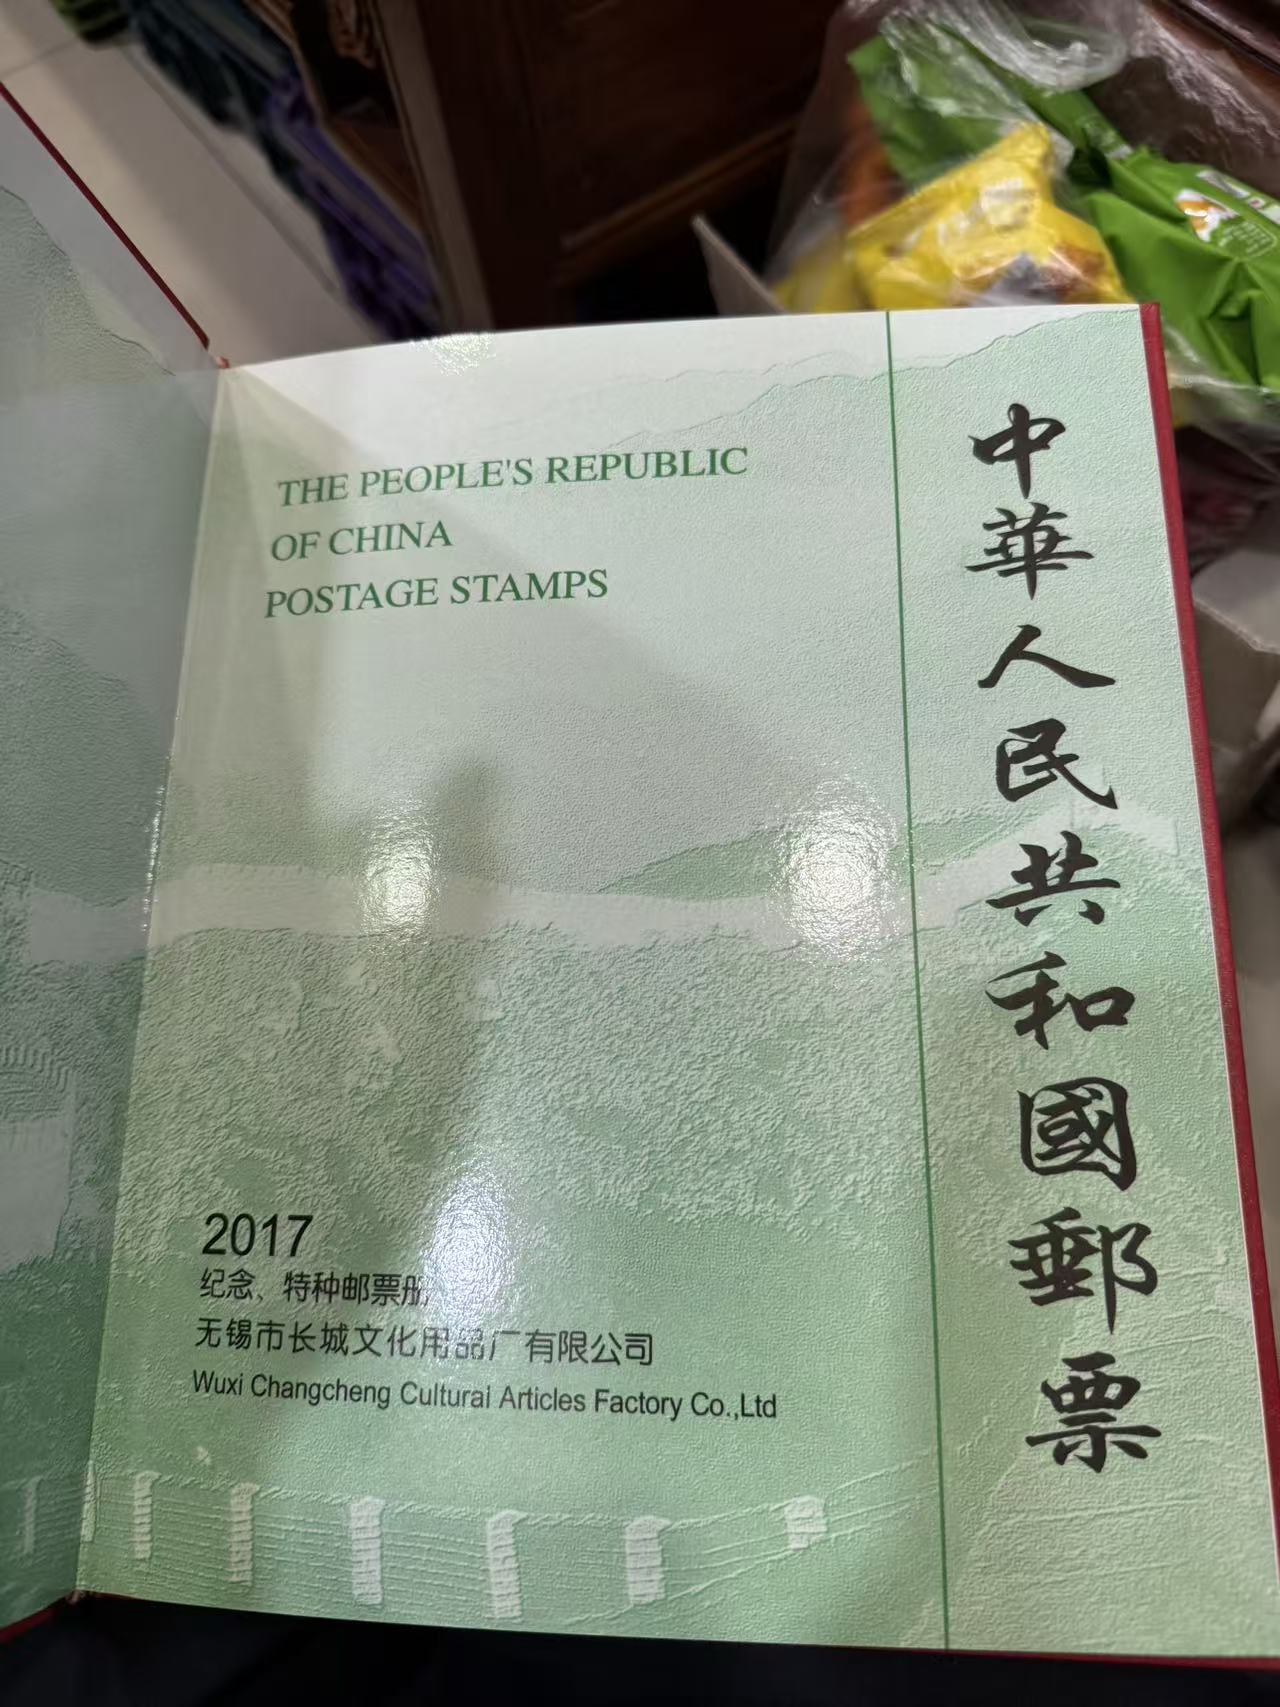 THE PEOPLE'S REPUBLIC
OF CHINA
POSTAGE STAMPS
中華人民共和國郵票
2017
纪念、特种邮票册
无锡市长城文化用品厂有限公司
Wuxi Changcheng Cultural Articles Factory Co.,Ltd